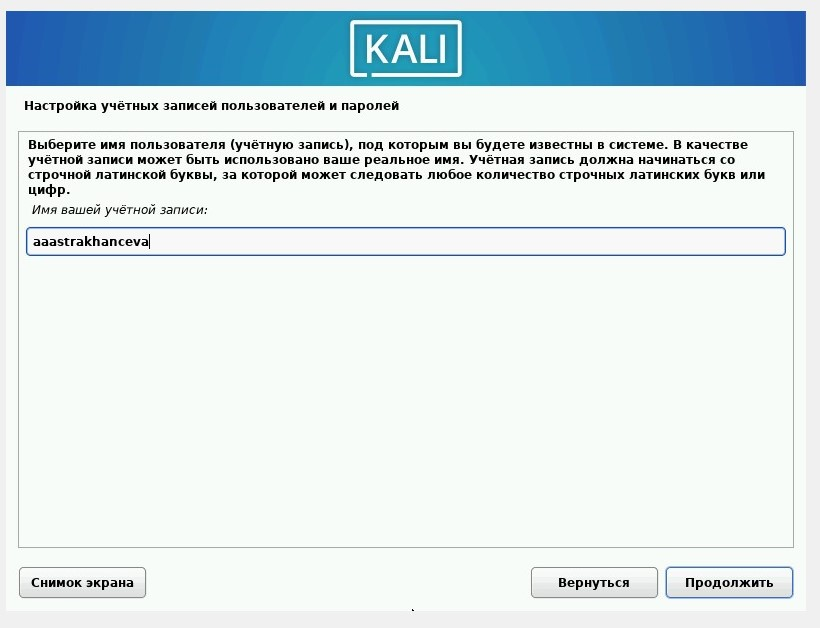 KALI
Настройка учётных записей пользователей и паролей
Выберите имя пользователя (учётную запись), под которым вы будете известны в системе. В качестве
учётной записи может быть использовано ваше реальное имя. Учётная запись должна начинаться со
строчной латинской буквы, за которой может следовать любое количество строчных латинских букв или
цифр.
Имя вашей учётной записи:
aaastrakhanceva
Снимок экрана
Вернуться
Продолжить